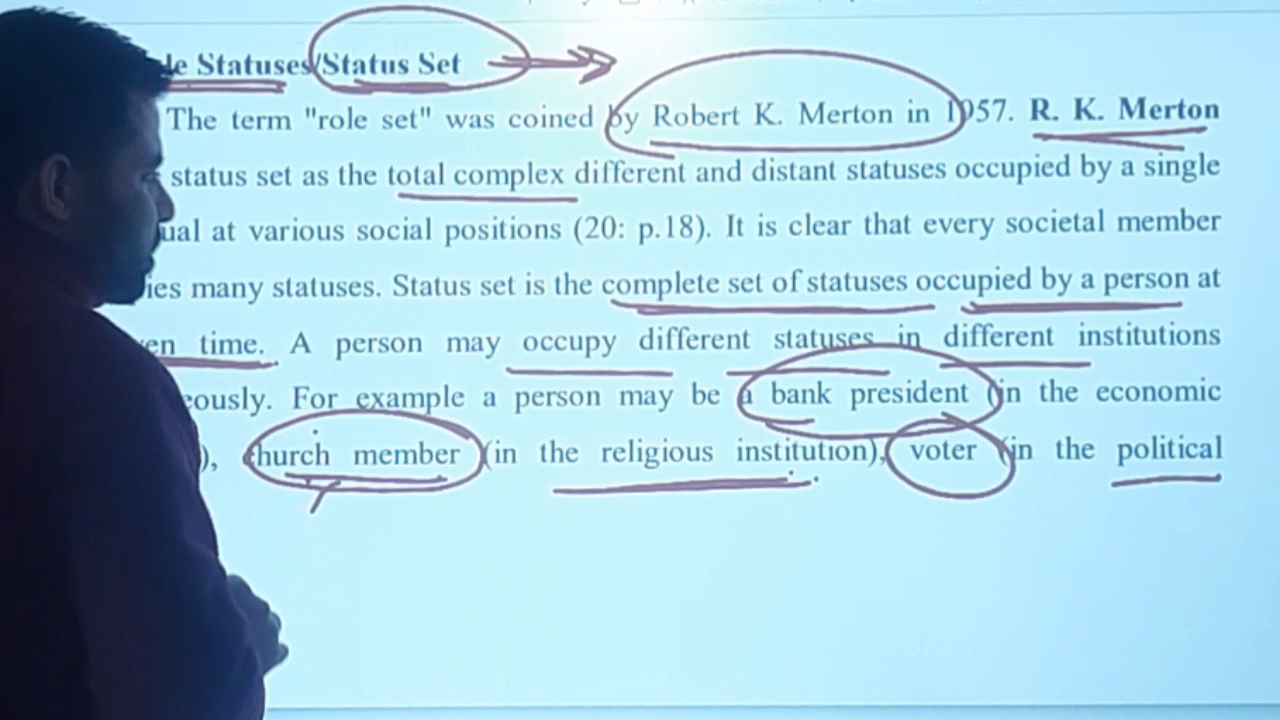 le Statuses/Status Set
The term "role set" was coined by Robert K. Merton in 1957. R. K. Merton
status set as the total complex different and distant statuses occupied by a single
ual at various social positions (20: p.18). It is clear that every societal member
ies many statuses. Status set is the complete set of statuses occupied by a person at
en time. A person may occupy different statuses in different institutions
eously. For example a person may be a bank president (in the economic
), church member (in the religious institution), voter (in the political